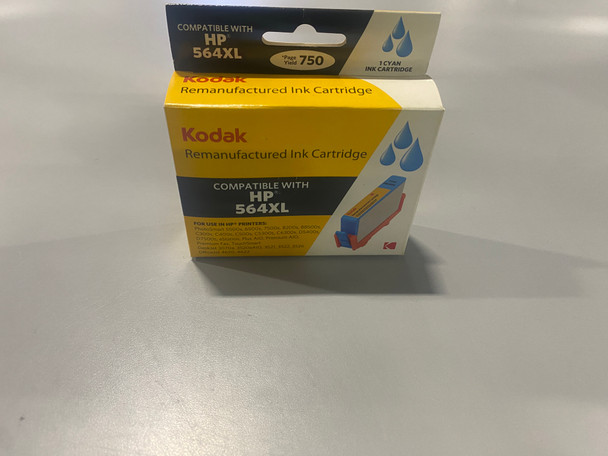 COMPATIBLE WITH
HP®
564XL
*Page
Yield 750
1 CYAN
INK CARTRIDGE
Kodak
Remanufactured Ink Cartridge
Kodak
Remanufactured Ink Cartridge
COMPATIBLE WITH
HP®
564XL
FOR USE IN HP® PRINTERS: